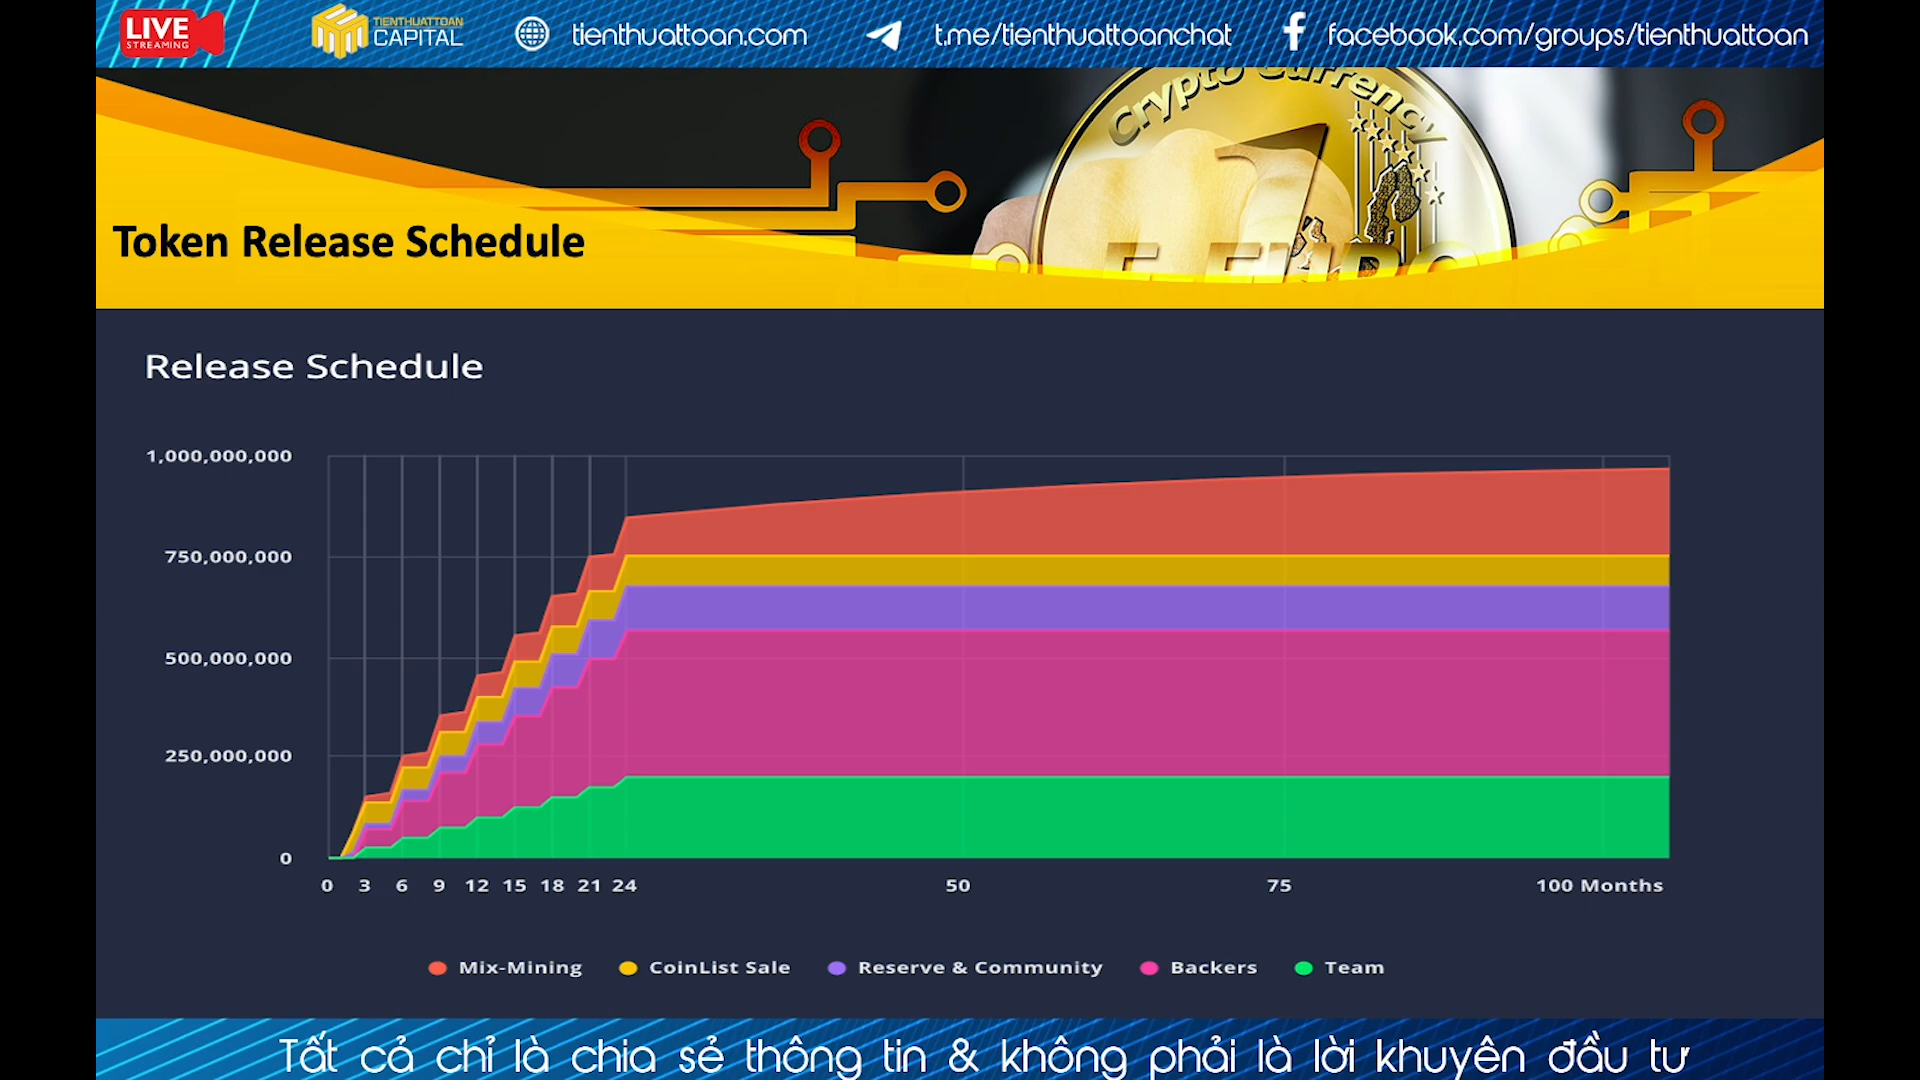 LIVE
STREAMING
TIENTHUATTOAN
CAPITAL
tienthuattoan.com
t.me/tienthuattoanchat
facebook.com/groups/tienthuattoan
Crypto Currency
Token Release Schedule
Release Schedule
1,000,000,000
750,000,000
500,000,000
250,000,000
0
0 3 6 9 12 15 18 21 24 50 75 100 Months
Mix-Mining CoinList Sale Reserve & Community Backers Team
Tất cả chỉ là chia sẻ thông tin & không phải là lời khuyên đầu tư